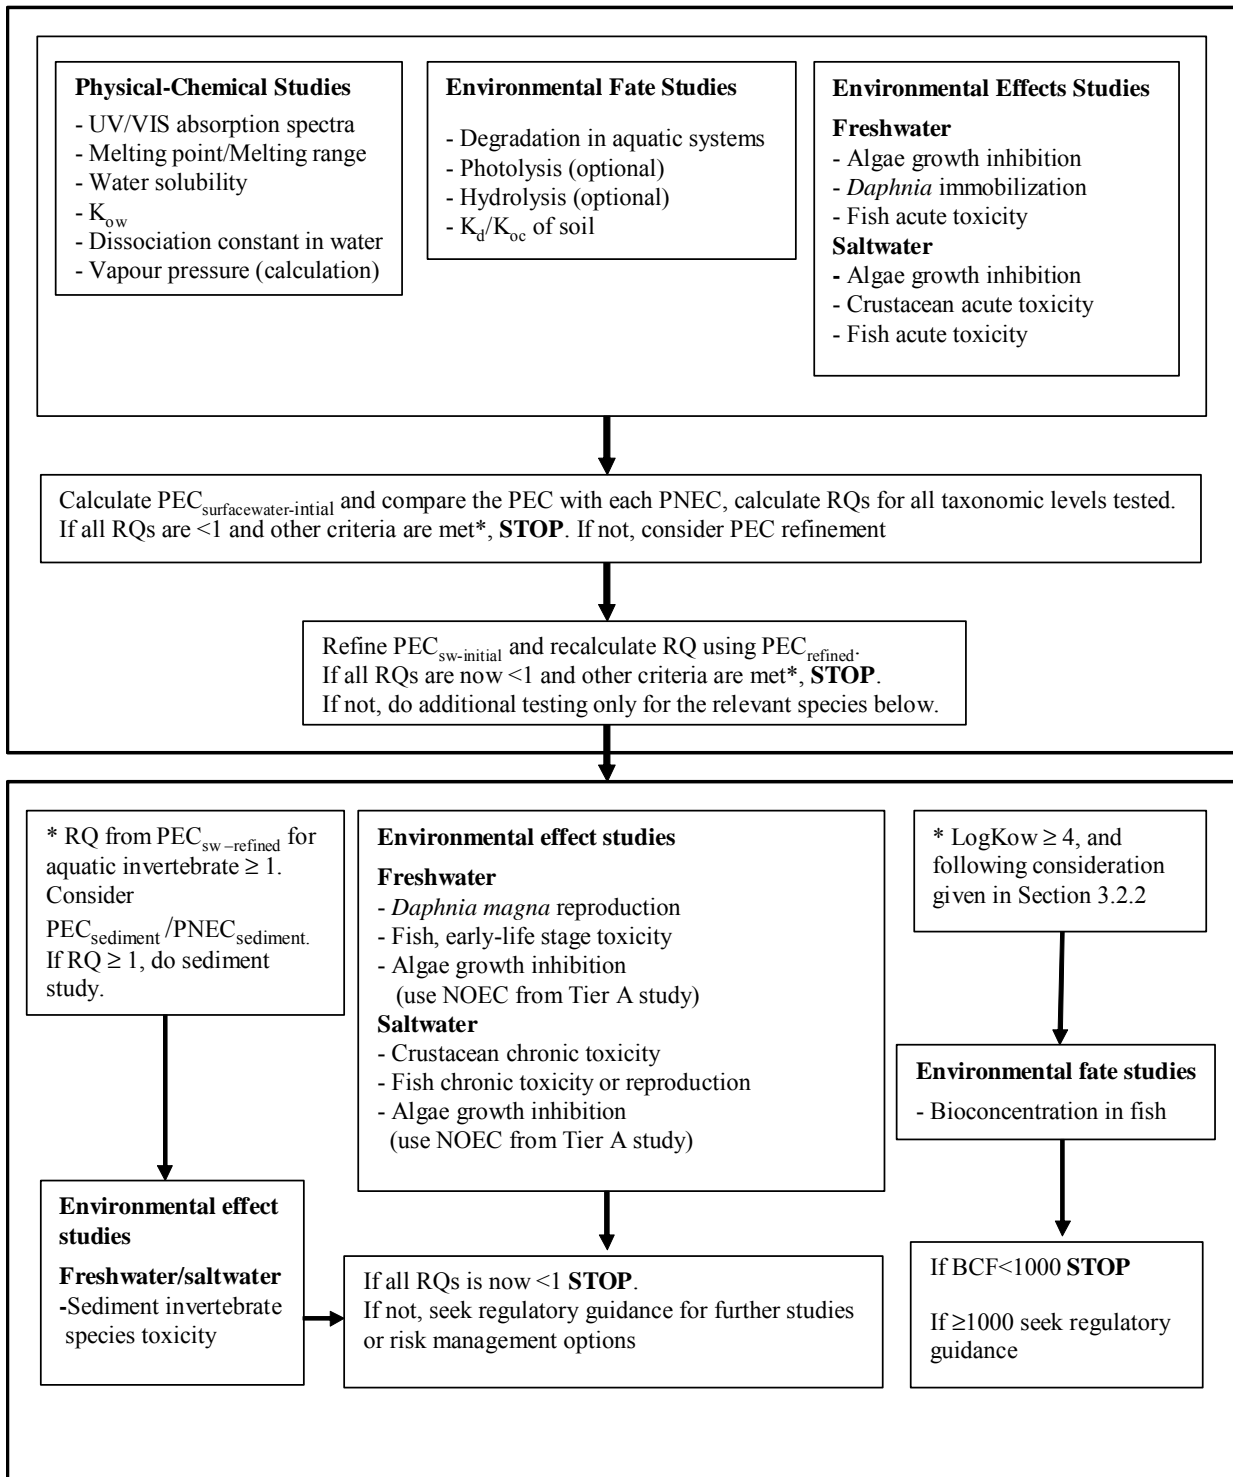 Physical-Chemical Studies
- UV/VIS absorption spectra
- Melting point/Melting range
- Water solubility
- Kow
- Dissociation constant in water
- Vapour pressure (calculation)
Environmental Fate Studies
- Degradation in aquatic systems
- Photolysis (optional)
- Hydrolysis (optional)
- Kd/Koc of soil
Environmental Effects Studies
Freshwater
- Algae growth inhibition
- Daphnia immobilization
- Fish acute toxicity
Saltwater
- Algae growth inhibition
- Crustacean acute toxicity
- Fish acute toxicity
Calculate PECsurfacewater-intial and compare the PEC with each PNEC, calculate RQs for all taxonomic levels tested.
If all RQs are <1 and other criteria are met*, STOP. If not, consider PEC refinement
Refine PECsw-initial and recalculate RQ using PECrefined.
If all RQs are now <1 and other criteria are met*, STOP.
If not, do additional testing only for the relevant species below.
* RQ from PECsw–refined for
aquatic invertebrate ≥ 1.
Consider
PECsediment /PNECsediment.
If RQ ≥ 1, do sediment
study.
Environmental effect studies
Freshwater
- Daphnia magna reproduction
- Fish, early-life stage toxicity
- Algae growth inhibition
(use NOEC from Tier A study)
Saltwater
- Crustacean chronic toxicity
- Fish chronic toxicity or reproduction
- Algae growth inhibition
(use NOEC from Tier A study)
* LogKow ≥ 4, and
following consideration
given in Section 3.2.2
Environmental fate studies
- Bioconcentration in fish
Environmental effect
studies
Freshwater/saltwater
-Sediment invertebrate
species toxicity
If all RQs is now <1 STOP.
If not, seek regulatory guidance for further studies
or risk management options
If BCF<1000 STOP
If ≥1000 seek regulatory
guidance